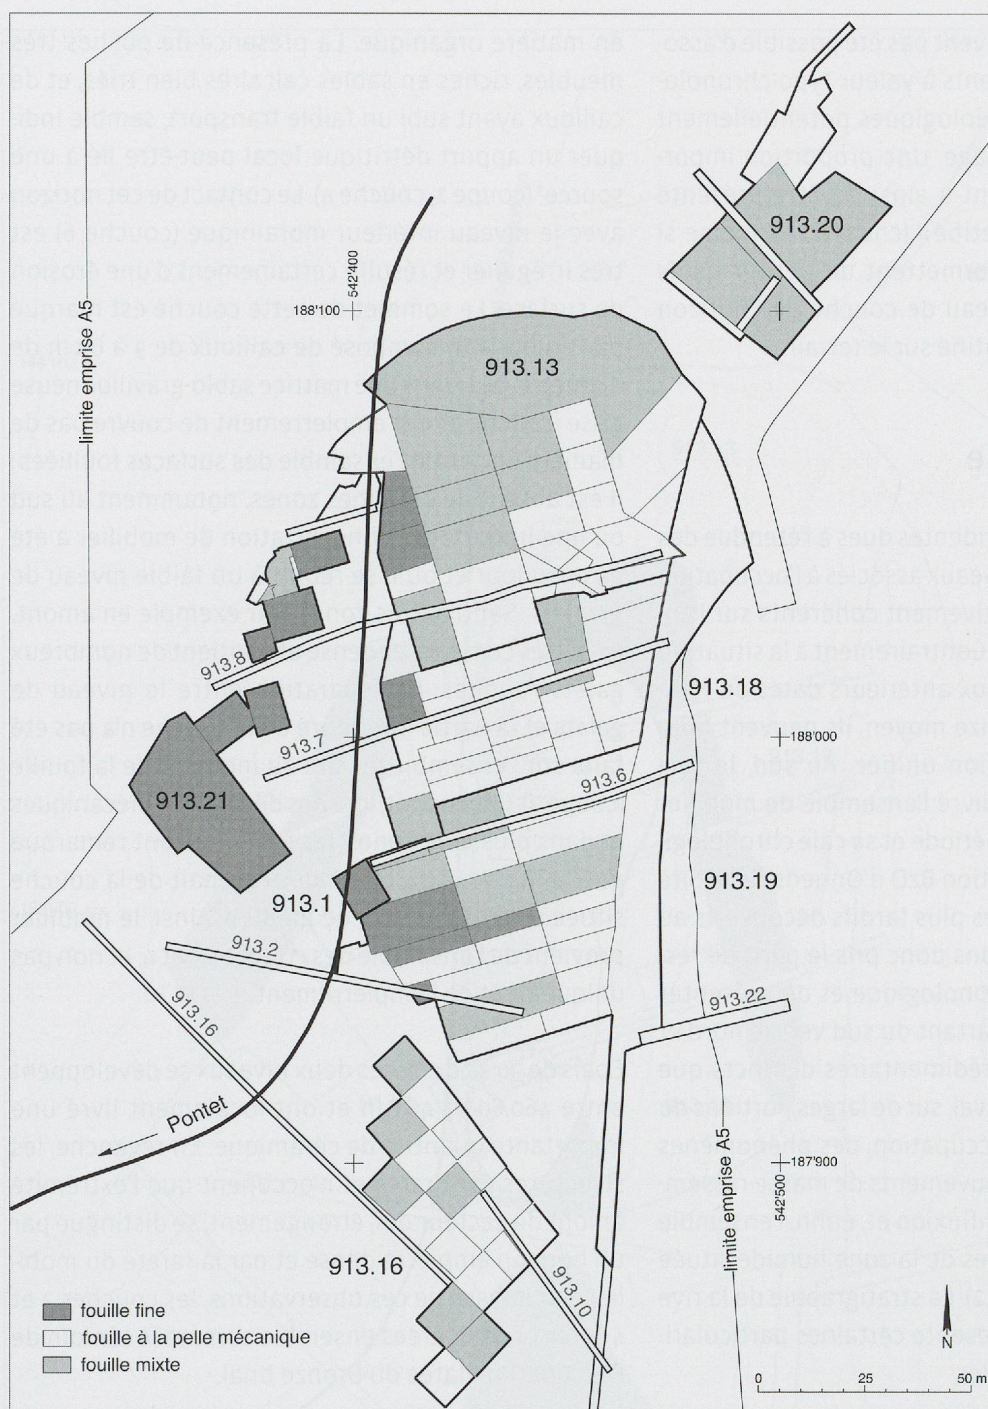 913.20
542'400
188'100
limite emprise A5
913.13
913.8
913.18
913.7
188'000
913.6
913.21
913.19
913.1
913.2
913.16
913.22
Pontet
limite emprise A5
187'900
542'500
913.16
913.10
fouille fine
fouille à la pelle mécanique
fouille mixte
N
0 25 50 m